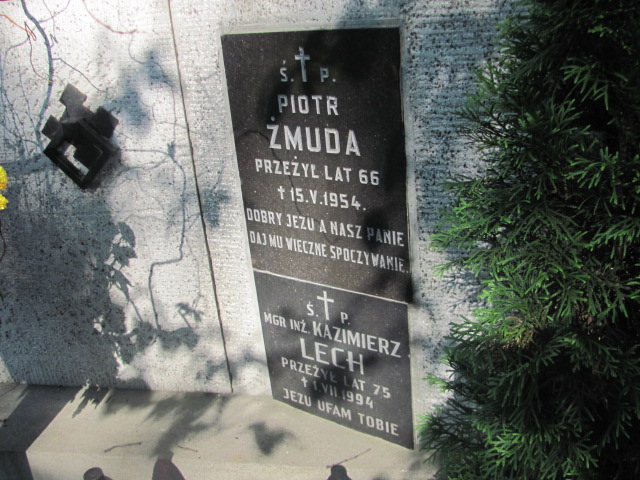 Ś. P.
PIOTR
ŻMUDA
PRZEŻYŁ LAT 66
† 15.V.1954.
DOBRY JEZU A NASZ PANIE
DAJ MU WIECZNE SPOCZYWANIE.
Ś. P.
MGR INŻ. KAZIMIERZ
LECH
PRZEŻYŁ LAT 75
† 1 VII 1994
JEZU UFAM TOBIE